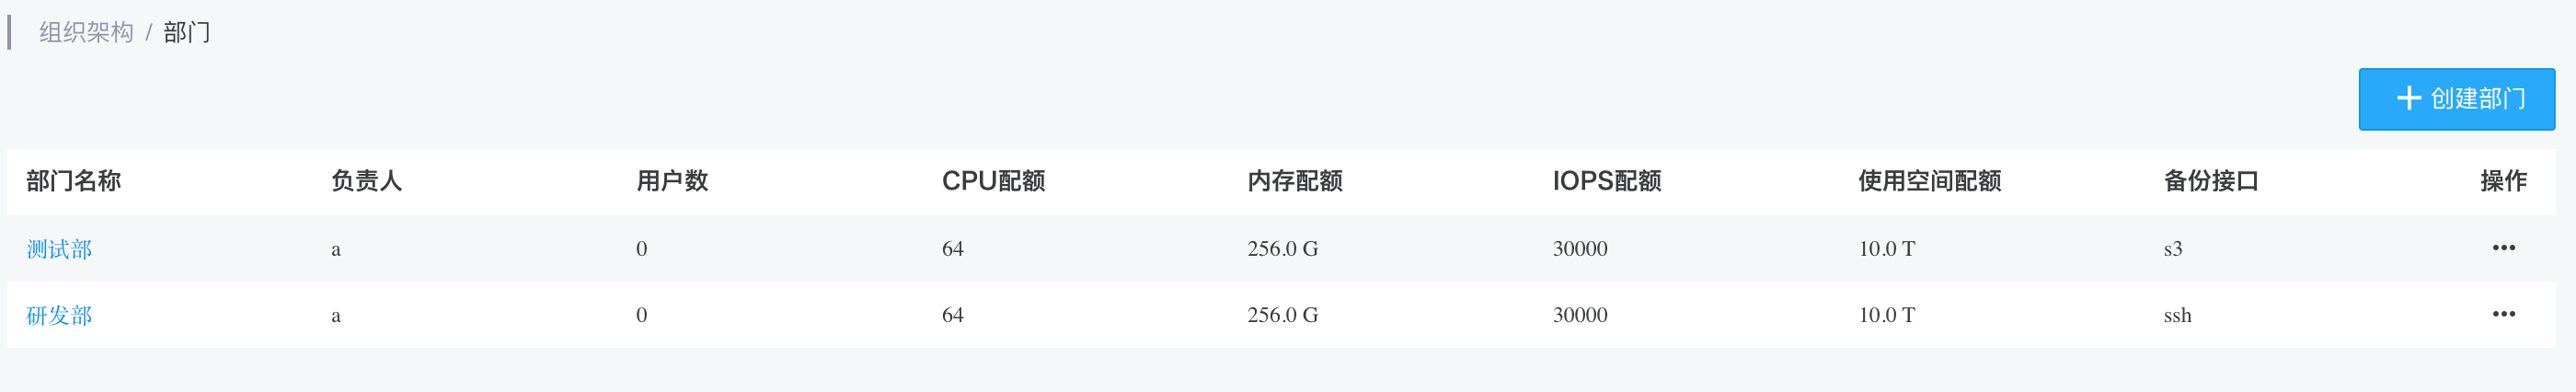 组织架构 / 部门
+ 创建部门
部门名称 负责人 用户数 CPU配额 内存配额 IOPS配额 使用空间配额 备份接口 操作
测试部 a 0 64 256.0 G 30000 10.0 T s3 •••
研发部 a 0 64 256.0 G 30000 10.0 T ssh •••